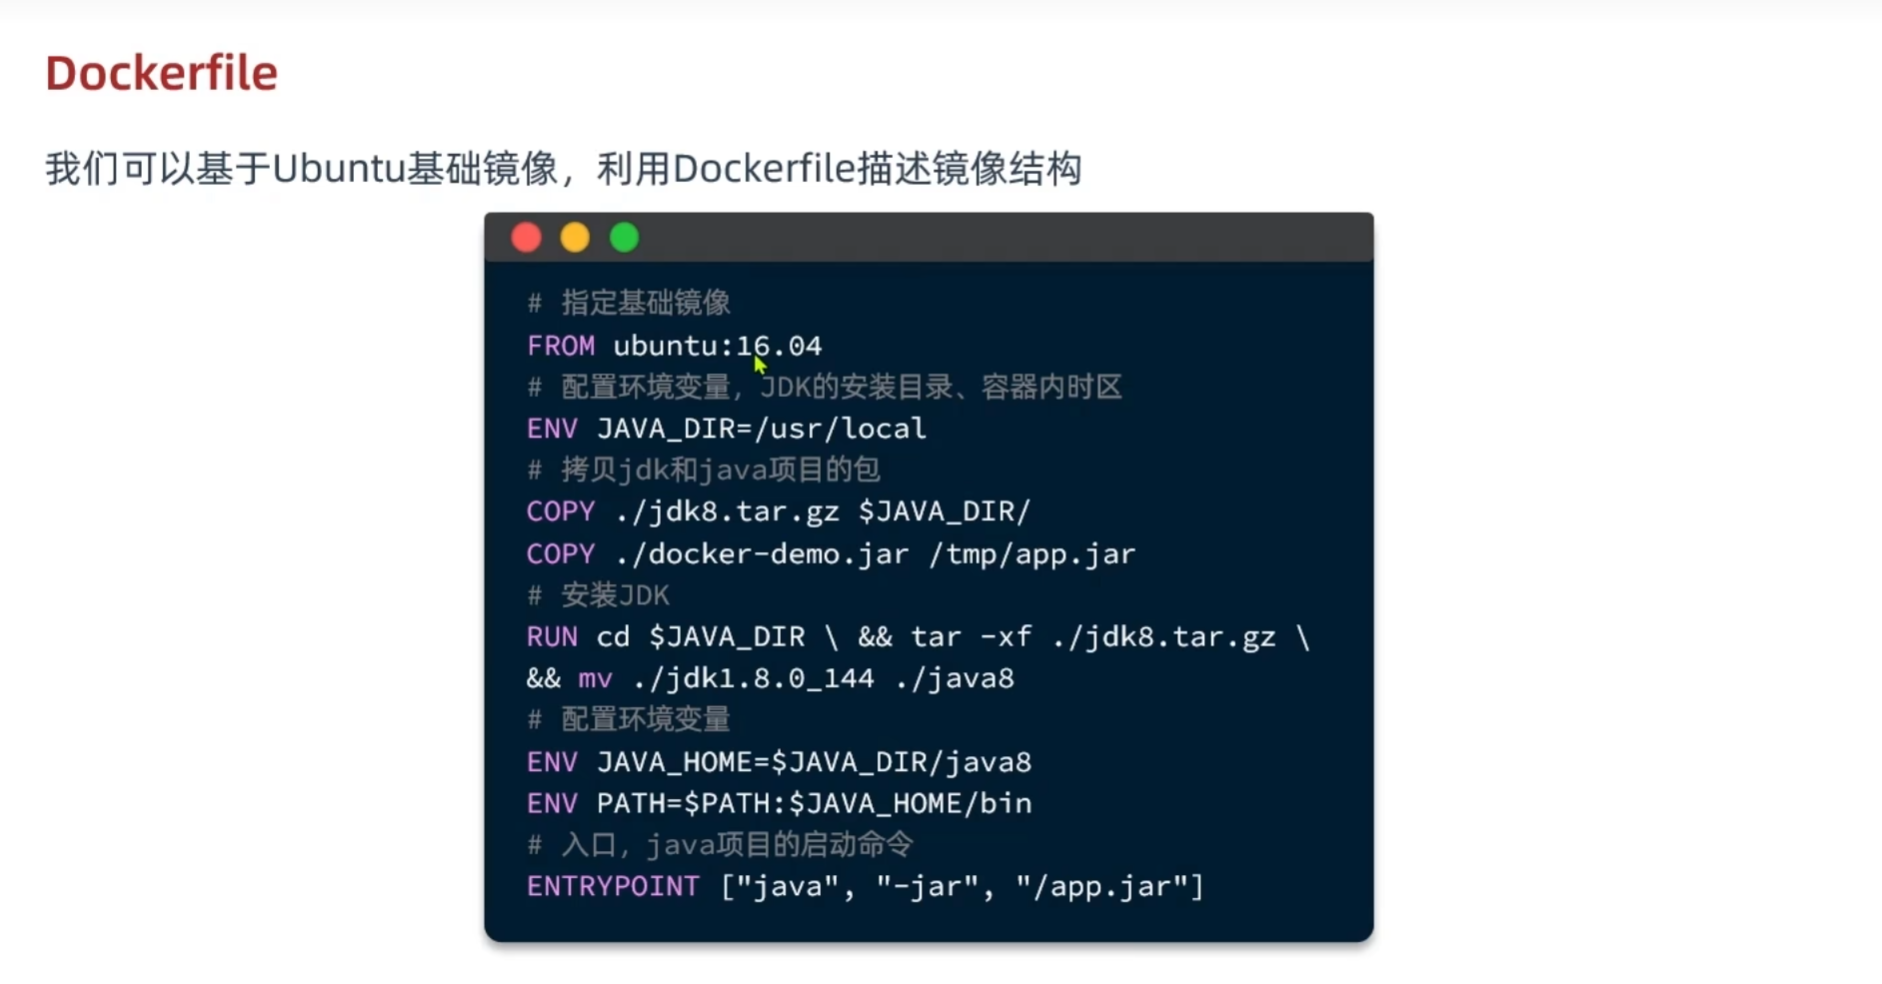 Dockerfile
我们可以基于Ubuntu基础镜像，利用Dockerfile描述镜像结构
# 指定基础镜像
FROM ubuntu:16.04
# 配置环境变量，JDK的安装目录、容器内时区
ENV JAVA_DIR=/usr/local
# 拷贝jdk和java项目的包
COPY ./jdk8.tar.gz $JAVA_DIR/
COPY ./docker-demo.jar /tmp/app.jar
# 安装JDK
RUN cd $JAVA_DIR \ && tar -xf ./jdk8.tar.gz \
&& mv ./jdk1.8.0_144 ./java8
# 配置环境变量
ENV JAVA_HOME=$JAVA_DIR/java8
ENV PATH=$PATH:$JAVA_HOME/bin
# 入口，java项目的启动命令
ENTRYPOINT ["java", "-jar", "/app.jar"]